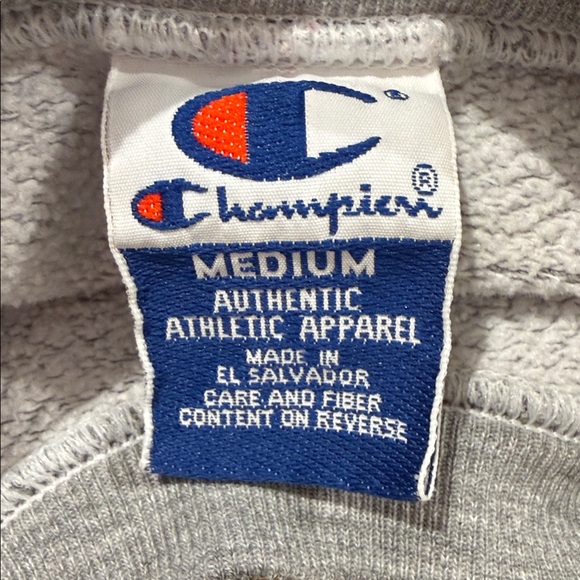 Champion®
MEDIUM
AUTHENTIC
ATHLETIC APPAREL
MADE IN
EL SALVADOR
CARE AND FIBER
CONTENT ON REVERSE